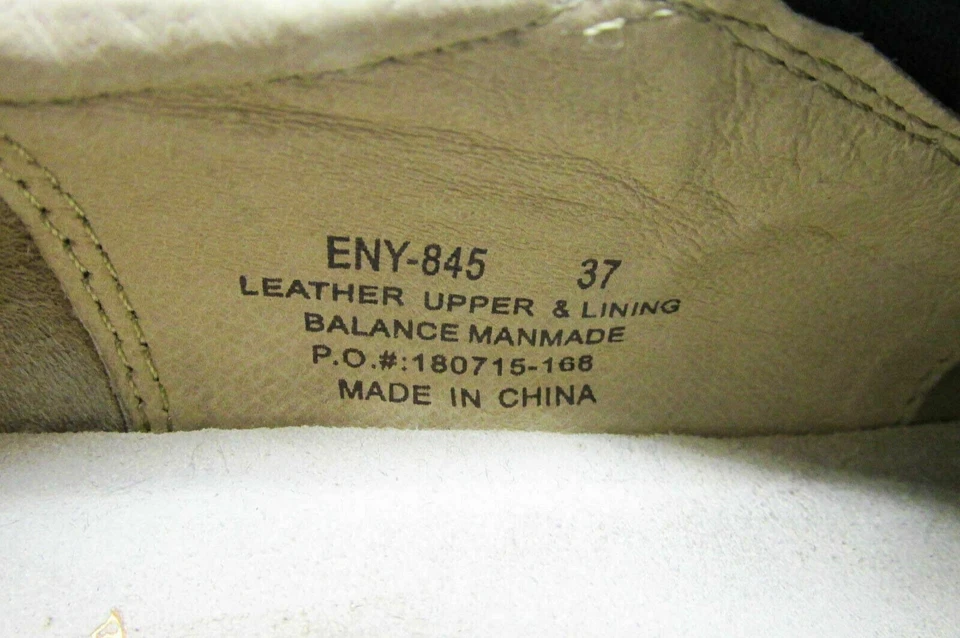 ENY-845 37
LEATHER UPPER & LINING
BALANCE MANMADE
P.O.#:180715-168
MADE IN CHINA